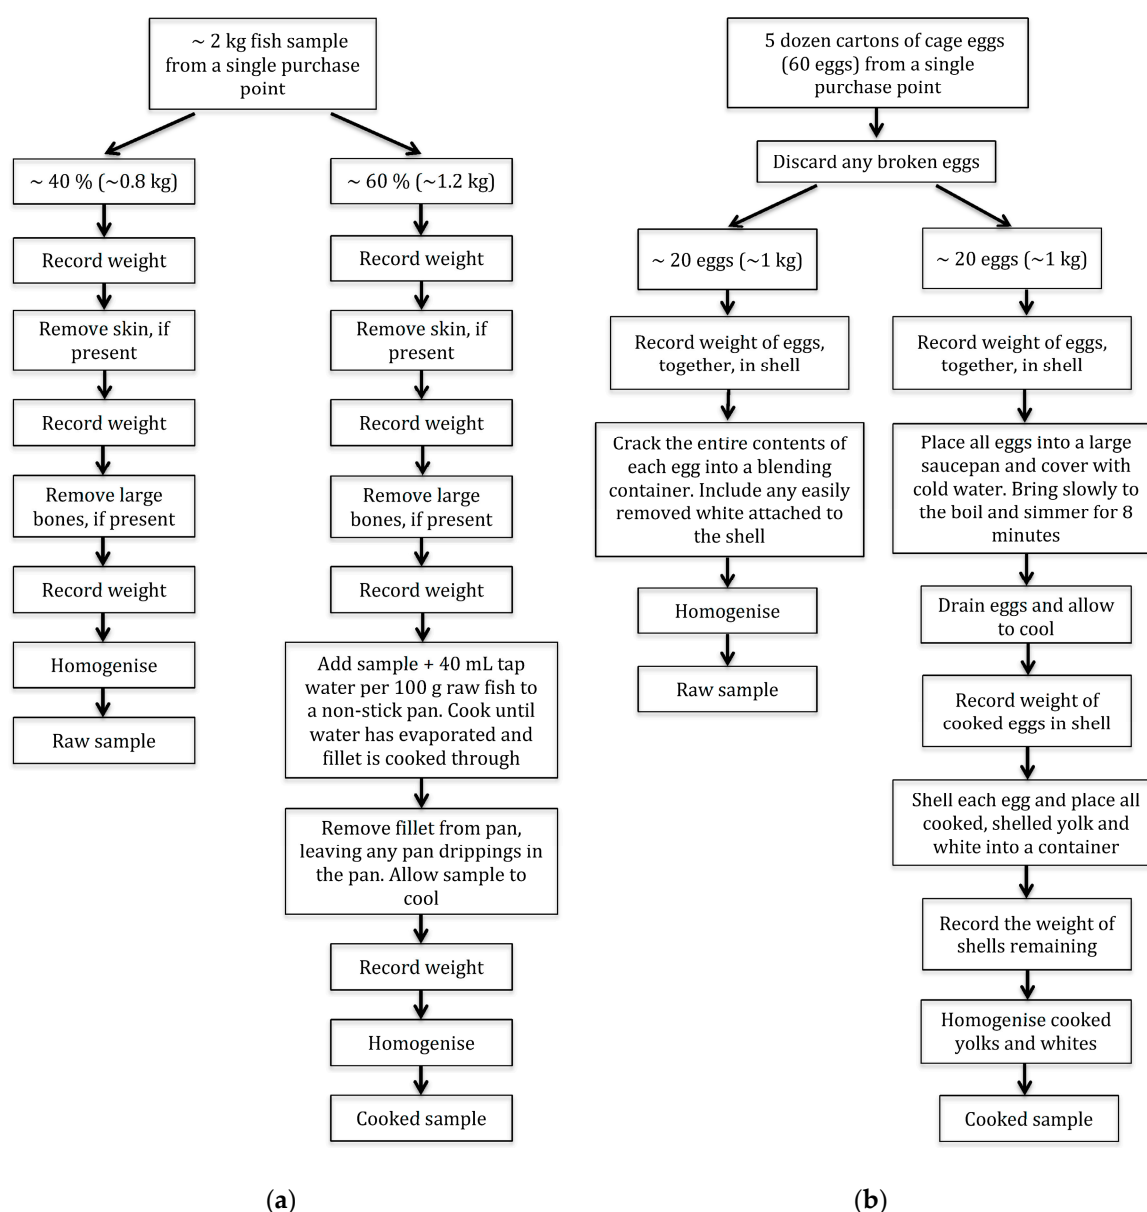 ~ 2 kg fish sample
from a single purchase
point
~ 40 % (~0.8 kg)
Record weight
Remove skin, if
present
Record weight
Remove large
bones, if present
Record weight
Homogenise
Raw sample
~ 60 % (~1.2 kg)
Record weight
Remove skin, if
present
Record weight
Remove large
bones, if present
Record weight
Add sample + 40 mL tap
water per 100 g raw fish to
a non-stick pan. Cook until
water has evaporated and
fillet is cooked through
Remove fillet from pan,
leaving any pan drippings in
the pan. Allow sample to
cool
Record weight
Homogenise
Cooked sample
(a)
5 dozen cartons of cage eggs
(60 eggs) from a single
purchase point
Discard any broken eggs
~ 20 eggs (~1 kg)
Record weight of eggs,
together, in shell
Crack the entire contents of
each egg into a blending
container. Include any easily
removed white attached to
the shell
Homogenise
Raw sample
~ 20 eggs (~1 kg)
Record weight of eggs,
together, in shell
Place all eggs into a large
saucepan and cover with
cold water. Bring slowly to
the boil and simmer for 8
minutes
Drain eggs and allow
to cool
Record weight of
cooked eggs in shell
Shell each egg and place all
cooked, shelled yolk and
white into a container
Record the weight of
shells remaining
Homogenise cooked
yolks and whites
Cooked sample
(b)